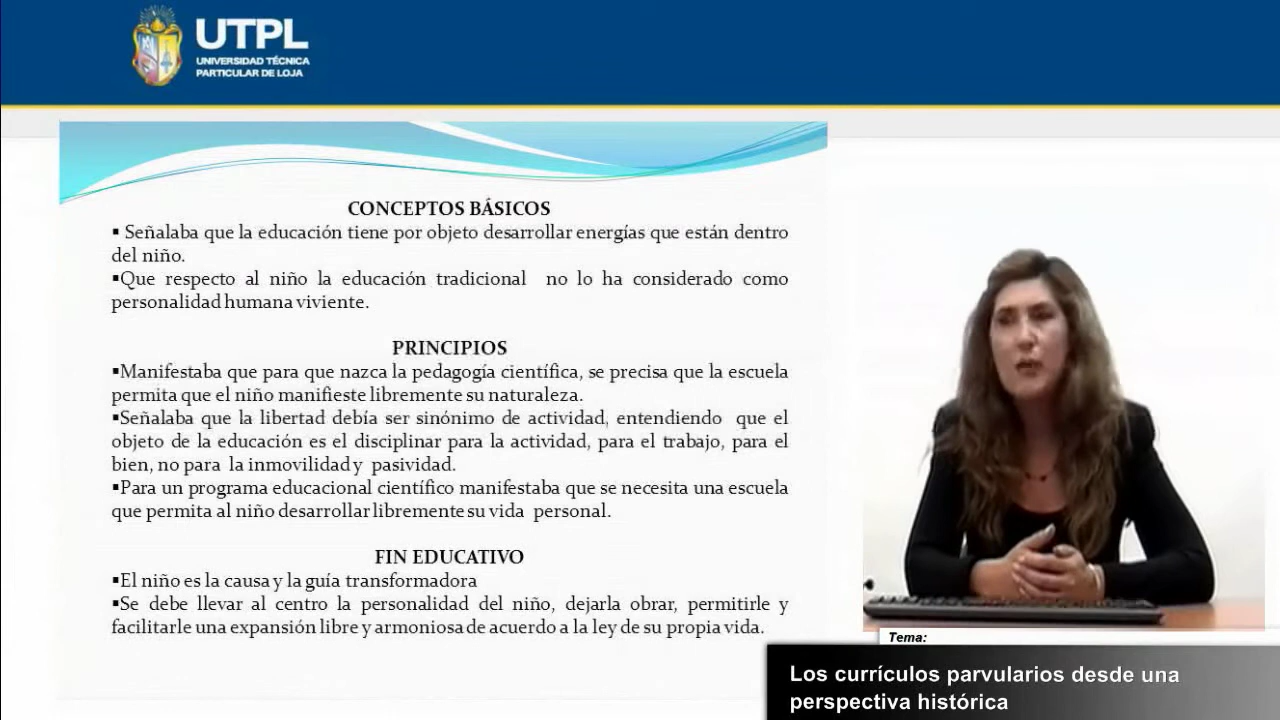 UTPL
UNIVERSIDAD TÉCNICA
PARTICULAR DE LOJA
CONCEPTOS BÁSICOS
▪ Señalaba que la educación tiene por objeto desarrollar energías que están dentro
del niño.
▪Que respecto al niño la educación tradicional no lo ha considerado como
personalidad humana viviente.
PRINCIPIOS
▪Manifestaba que para que nazca la pedagogía científica, se precisa que la escuela
permita que el niño manifieste libremente su naturaleza.
▪Señalaba que la libertad debía ser sinónimo de actividad, entendiendo que el
objeto de la educación es el disciplinar para la actividad, para el trabajo, para el
bien, no para la inmovilidad y pasividad.
▪Para un programa educacional científico manifestaba que se necesita una escuela
que permita al niño desarrollar libremente su vida personal.
FIN EDUCATIVO
▪El niño es la causa y la guía transformadora
▪Se debe llevar al centro la personalidad del niño, dejarla obrar, permitirle y
facilitarle una expansión libre y armoniosa de acuerdo a la ley de su propia vida.
Tema:
Los currículos parvularios desde una
perspectiva histórica